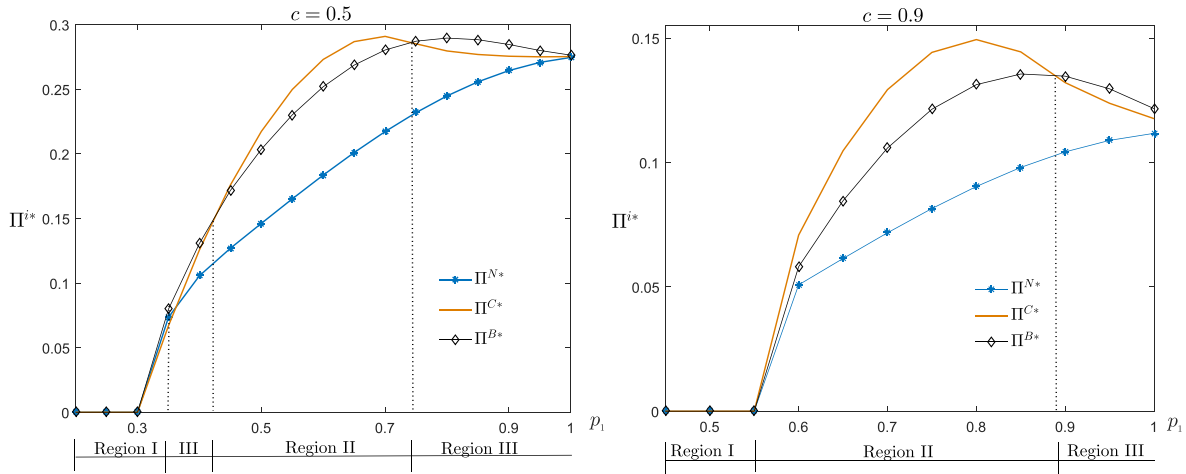 c = 0.5
0.3
0.25
0.2
0.15
0.1
0.05
0
Π^{i*}
Π^{N*}
Π^{C*}
Π^{B*}
0.3 0.5 0.7 0.9 1 p₁
Region I III Region II Region III
c = 0.9
0.15
0.1
0.05
0
Π^{i*}
Π^{N*}
Π^{C*}
Π^{B*}
0.5 0.6 0.7 0.8 0.9 1 p₁
Region I Region II Region III